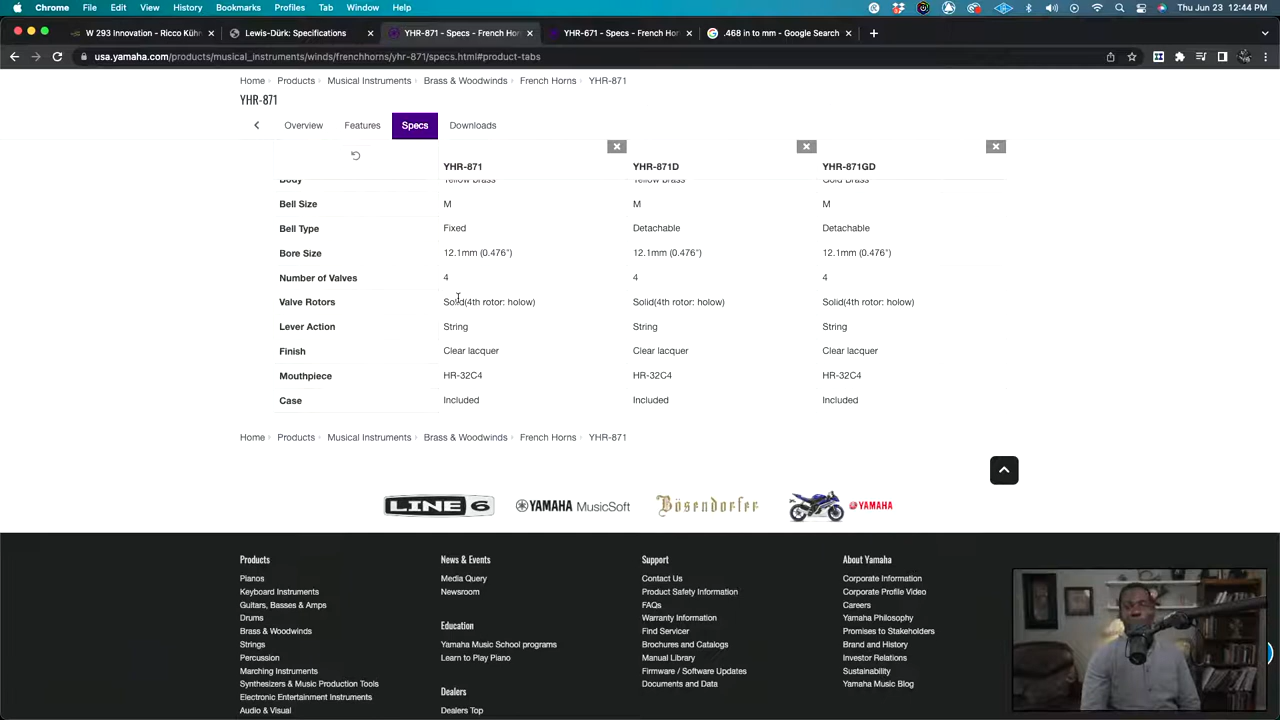 Chrome File Edit View History Bookmarks Profiles Tab Window Help
Thu Jun 23 12:44 PM
W 293 Innovation - Ricco Kühn
Lewis-Dürk: Specifications
YHR-871 - Specs - French Horn
YHR-671 - Specs - French Horn
.468 in to mm - Google Search
usa.yamaha.com/products/musical_instruments/winds/frenchhorns/yhr-871/specs.html#product-tabs
Home Products Musical Instruments Brass & Woodwinds French Horns YHR-871
YHR-871
Overview Features Specs Downloads
YHR-871 YHR-871D YHR-871GD
Body Yellow brass Yellow brass Gold Brass
Bell Size M M M
Bell Type Fixed Detachable Detachable
Bore Size 12.1mm (0.476") 12.1mm (0.476") 12.1mm (0.476")
Number of Valves 4 4 4
Valve Rotors Solid(4th rotor: holow) Solid(4th rotor: holow) Solid(4th rotor: holow)
Lever Action String String String
Finish Clear lacquer Clear lacquer Clear lacquer
Mouthpiece HR-32C4 HR-32C4 HR-32C4
Case Included Included Included
Home Products Musical Instruments Brass & Woodwinds French Horns YHR-871
LINE 6 YAMAHA MusicSoft Bösendorfer YAMAHA
Products
Pianos
Keyboard Instruments
Guitars, Basses & Amps
Drums
Brass & Woodwinds
Strings
Percussion
Marching Instruments
Synthesizers & Music Production Tools
Electronic Entertainment Instruments
Audio & Visual
News & Events
Media Query
Newsroom
Education
Yamaha Music School programs
Learn to Play Piano
Dealers
Dealers Top
Support
Contact Us
Product Safety Information
FAQs
Warranty Information
Find Servicer
Brochures and Catalogs
Manual Library
Firmware / Software Updates
Documents and Data
About Yamaha
Corporate Information
Corporate Profile Video
Careers
Yamaha Philosophy
Promises to Stakeholders
Brand and History
Investor Relations
Sustainability
Yamaha Music Blog